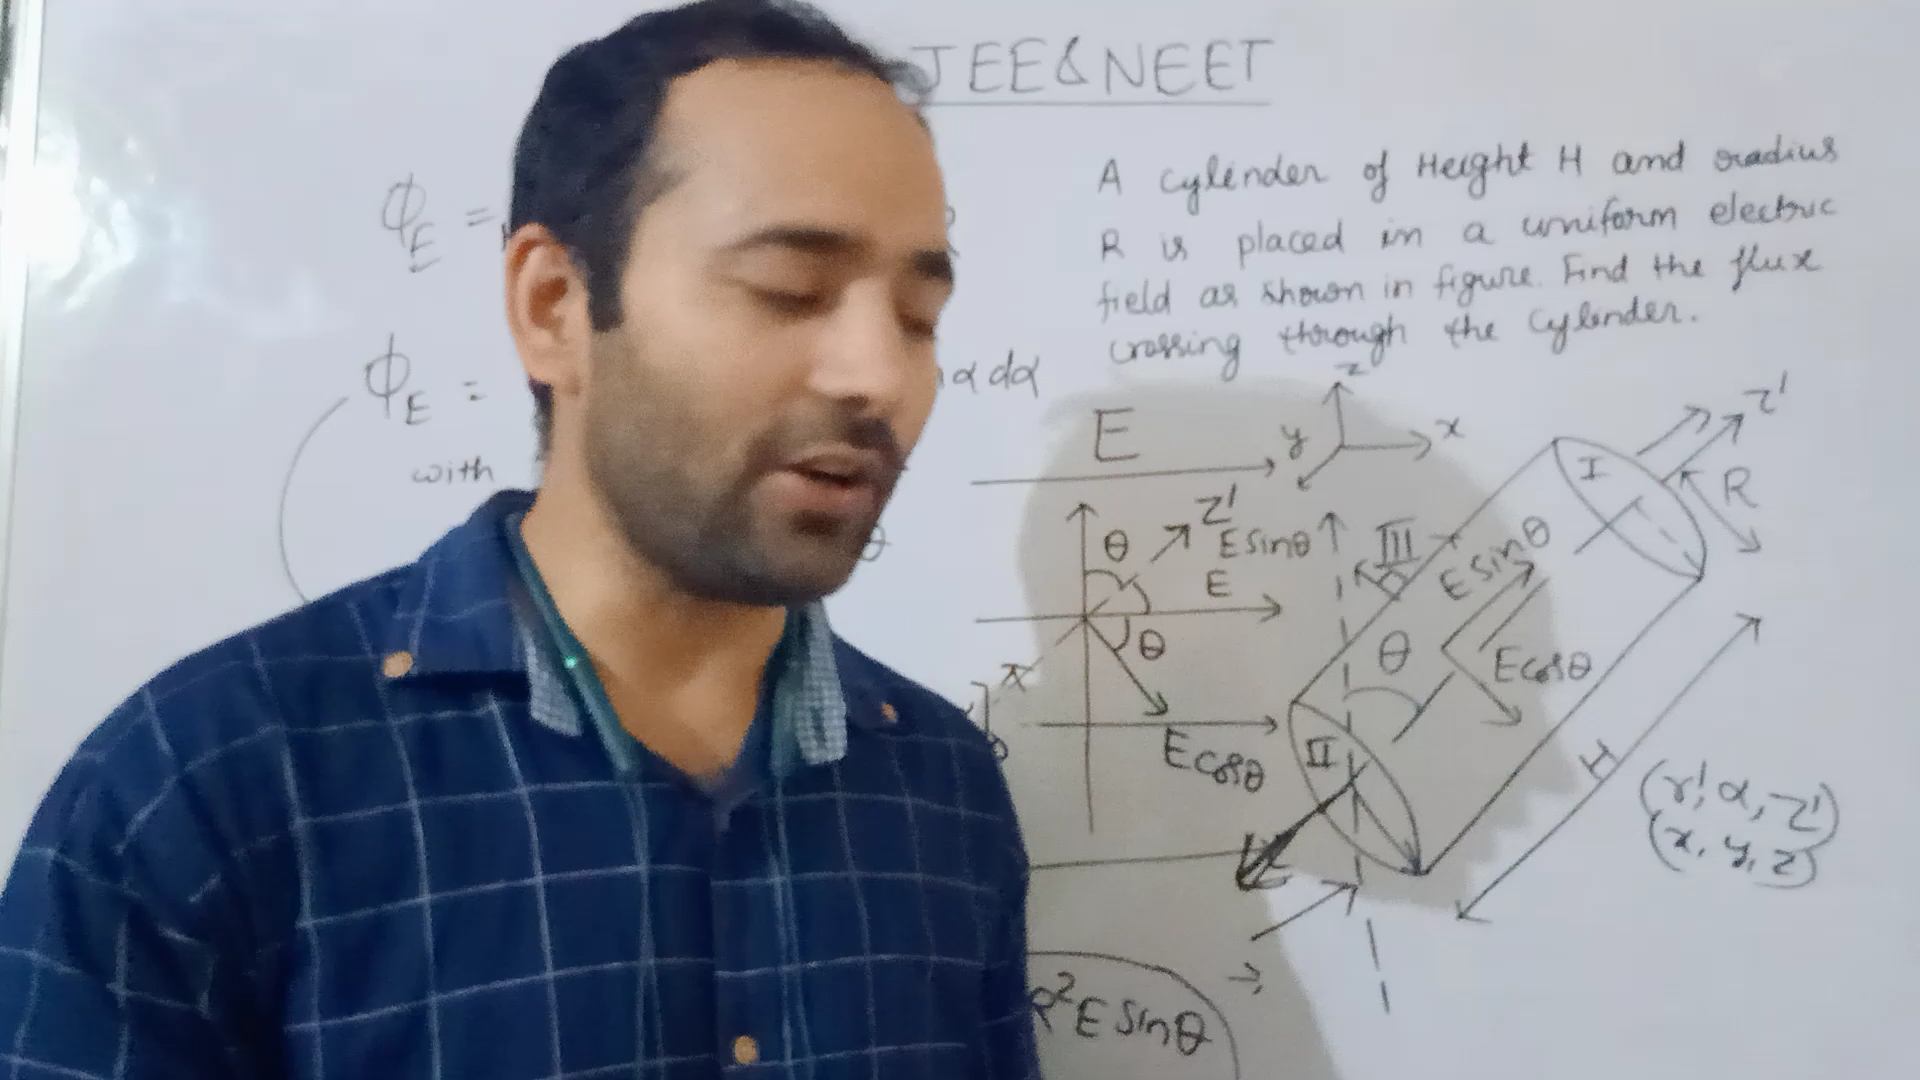 JEE&NEET
A cylinder of Height H and radius
R is placed in a uniform electric
field as shown in figure. Find the flux
crossing through the cylinder.
ϕE =
ϕE =
α dα
with
θ
E
z
y
x
z'
I
R
θ
z'
E sinθ
E
θ
E cosθ
III
E sinθ
θ
E cosθ
II
H
(r', α, z')
(x, y, z)
R²E sinθ